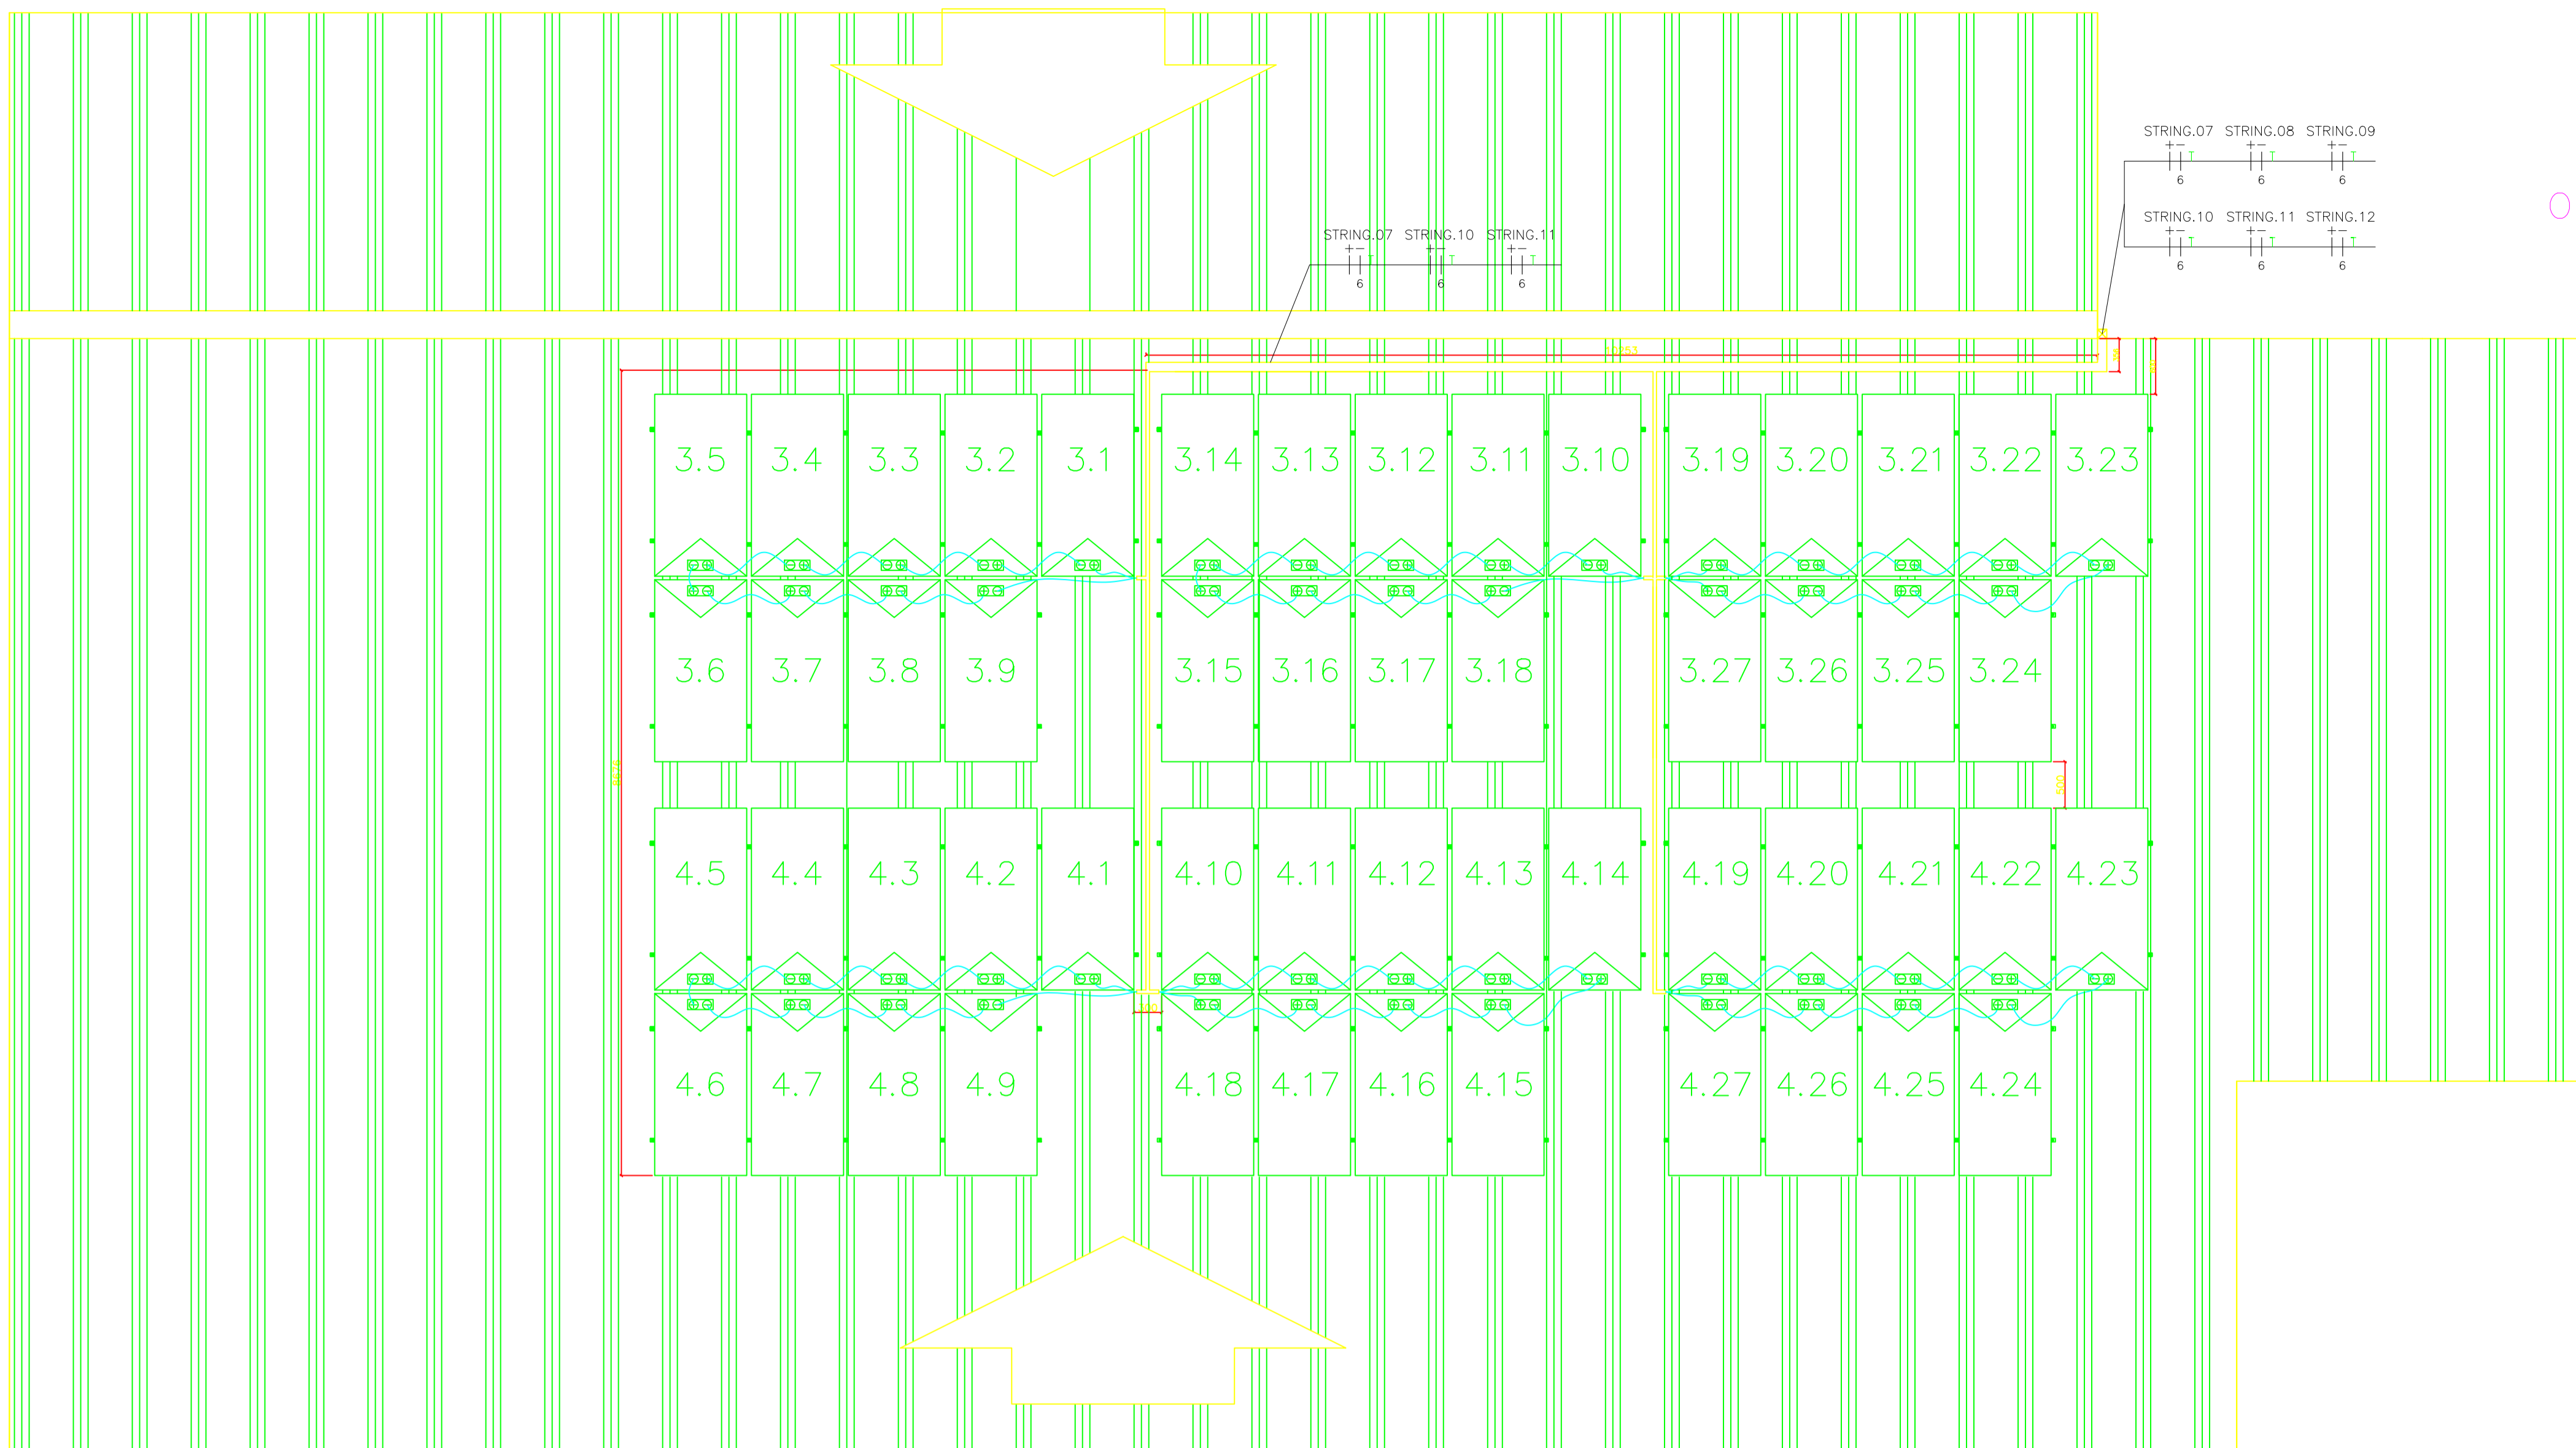 STRING.07 STRING.08 STRING.09
+- +- +-
T T T
6 6 6
STRING.10 STRING.11 STRING.12
+- +- +-
T T T
6 6 6
STRING.07 STRING.10 STRING.11
+- +- +-
T T T
6 6 6
3.5 3.4 3.3 3.2 3.1 3.14 3.13 3.12 3.11 3.10 3.19 3.20 3.21 3.22 3.23
3.6 3.7 3.8 3.9 3.15 3.16 3.17 3.18 3.27 3.26 3.25 3.24
500
4.5 4.4 4.3 4.2 4.1 4.10 4.11 4.12 4.13 4.14 4.19 4.20 4.21 4.22 4.23
4.6 4.7 4.8 4.9 4.18 4.17 4.16 4.15 4.27 4.26 4.25 4.24